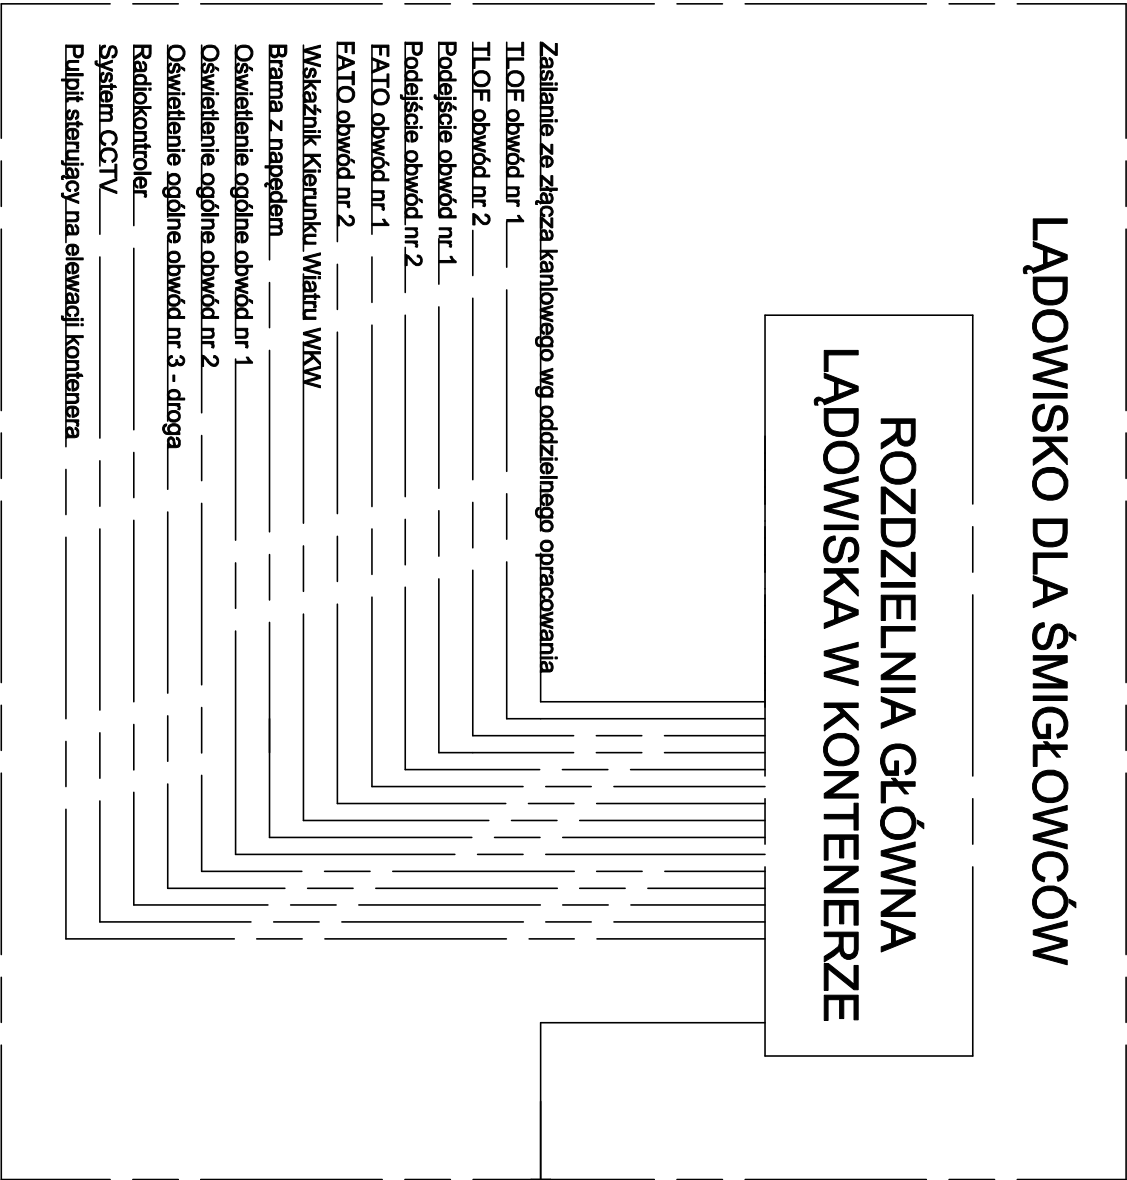 LĄDOWISKO DLA ŚMIGŁOWCÓW
ROZDZIELNIA GŁÓWNA
LĄDOWISKA W KONTENERZE
Zasilanie ze złącza kanlowego wg oddzielnego opracowania
TLOF obwód nr 1
TLOF obwód nr 2
Podejście obwód nr 1
Podejście obwód nr 2
FATO obwód nr 1
FATO obwód nr 2
Wskaźnik Kierunku Wiatru WKW
Brama z napędem
Oświetlenie ogólne obwód nr 1
Oświetlenie ogólne obwód nr 2
Oświetlenie ogólne obwód nr 3 - droga
Radiokontroler
System CCTV
Pulpit sterujący na elewacji kontenera